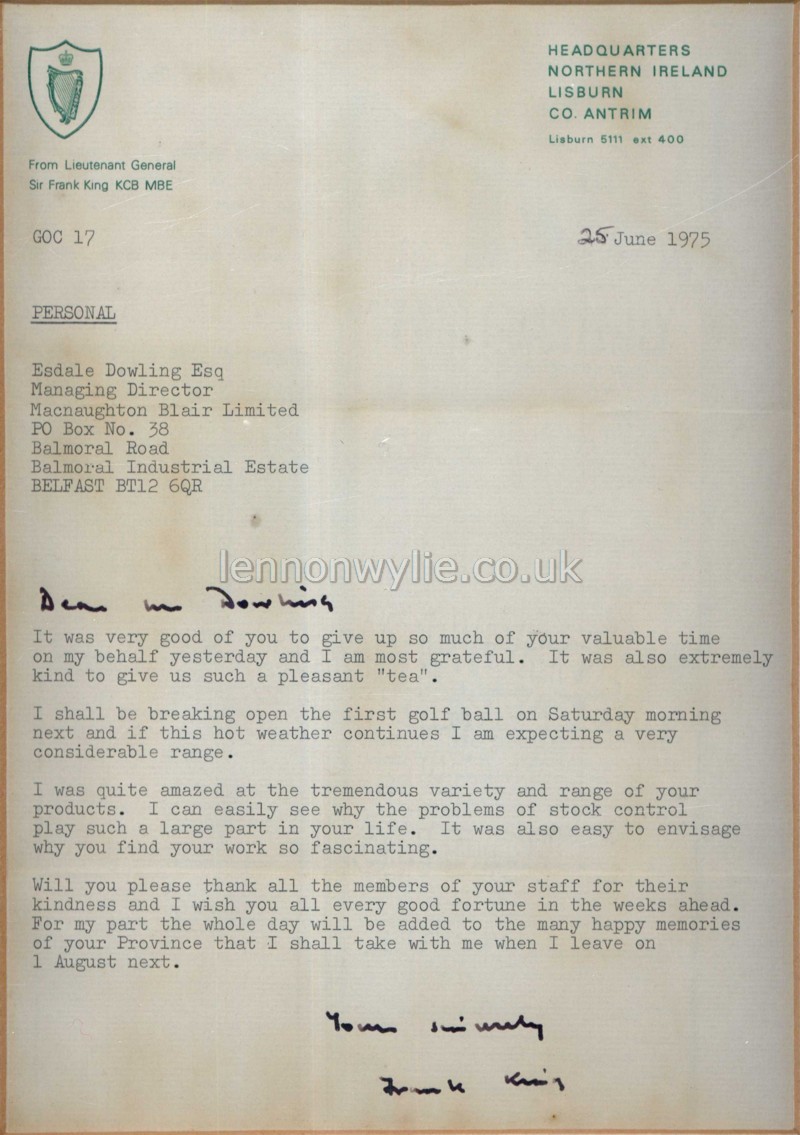 HEADQUARTERS
NORTHERN IRELAND
LISBURN
CO. ANTRIM
Lisburn 5111 ext 400
From Lieutenant General
Sir Frank King KCB MBE
GOC 17
25 June 1975
PERSONAL
Esdale Dowling Esq
Managing Director
Macnaughton Blair Limited
PO Box No. 38
Balmoral Road
Balmoral Industrial Estate
BELFAST BT12 6QR
lennonwylie.co.uk
Dear Mr Dowling
It was very good of you to give up so much of your valuable time
on my behalf yesterday and I am most grateful. It was also extremely
kind to give us such a pleasant "tea".
I shall be breaking open the first golf ball on Saturday morning
next and if this hot weather continues I am expecting a very
considerable range.
I was quite amazed at the tremendous variety and range of your
products. I can easily see why the problems of stock control
play such a large part in your life. It was also easy to envisage
why you find your work so fascinating.
Will you please thank all the members of your staff for their
kindness and I wish you all every good fortune in the weeks ahead.
For my part the whole day will be added to the many happy memories
of your Province that I shall take with me when I leave on
1 August next.
Yours sincerely
Frank King